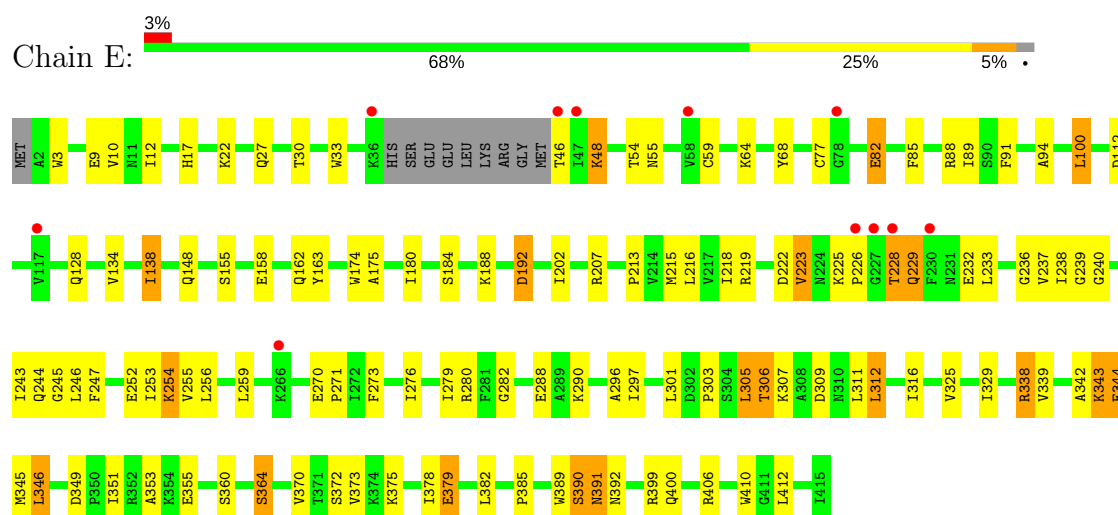 3%
Chain E:
68% 25% 5% •
MET A2 W3 E9 V10 N11 I12 H17 K22 Q27 T30 W33 K36 HIS SER GLU GLU LEU LYS ARG GLY MET T46 I47 K48 T54 N55 V58 C59 K64 Y68 C77 G78 E82 F85 R88 I89 S90 F91 A94 L100 D112
V117 Q128 V134 I138 Q148 S155 E158 Q162 Y163 W174 A175 I180 S184 K188 D192 I202 R207 P213 V214 M215 L216 V217 I218 R219 D222 V223 N224 K225 P226 G227 T228 Q229 F230 N231 E232 L233 G236 V237 I238 G239 G240
I243 Q244 G245 L246 F247 E252 I253 K254 V255 L256 L259 K266 E270 P271 I272 F273 I276 I279 R280 F281 G282 E288 A289 K290 A296 I297 L301 D302 P303 S304 L305 T306 K307 A308 D309 N310 L311 L312 I316 V325 I329 R338 V339 A342 K343
M345 L346 D349 P350 I351 R352 A353 K354 E355 S360 S364 V370 T371 S372 V373 K374 K375 I378 E379 L382 P385 W389 S390 N391 N392 R399 Q400 R406 W410 G411 L412 I415